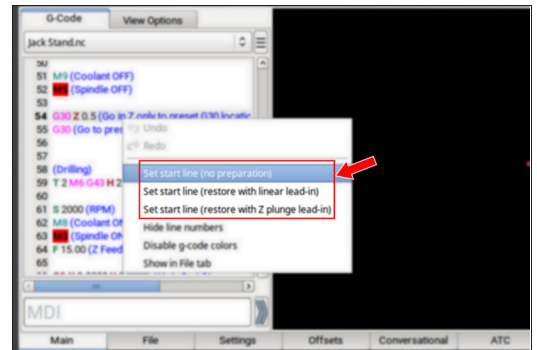 G-Code
View Options
Jack Stand.nc
50
51 M9 (Coolant OFF)
52 (Spindle OFF)
53
54 G30 Z 0.5 (Go in Z only to preset G30 locatic
55 G30 (Go to pre
56
57
58 (Drilling)
59 T 2 M6 G43 H 2
60
61 S 2000 (RPM)
62 M8 (Coolant O
63 (Spindle ON
64 F 15.00 (Z Feed
65
Undo
Redo
Set start line (no preparation)
Set start line (restore with linear lead-in)
Set start line (restore with Z plunge lead-in)
Hide line numbers
Disable g-code colors
Show in File tab
MDI
Main
File
Settings
Offsets
Conversational
ATC